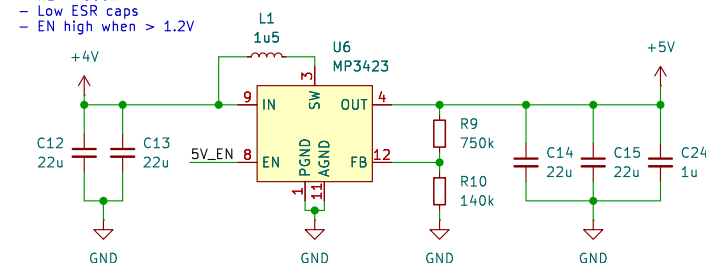 – Low ESR caps
– EN high when > 1.2V
L1
1u5
U6
MP3423
+4V
+5V
3
9
IN
SW
OUT
4
C12
22u
C13
22u
5V_EN
8
EN
PGND
AGND
FB
12
1
11
R9
750k
R10
140k
C14
22u
C15
22u
C24
1u
GND
GND
GND
GND